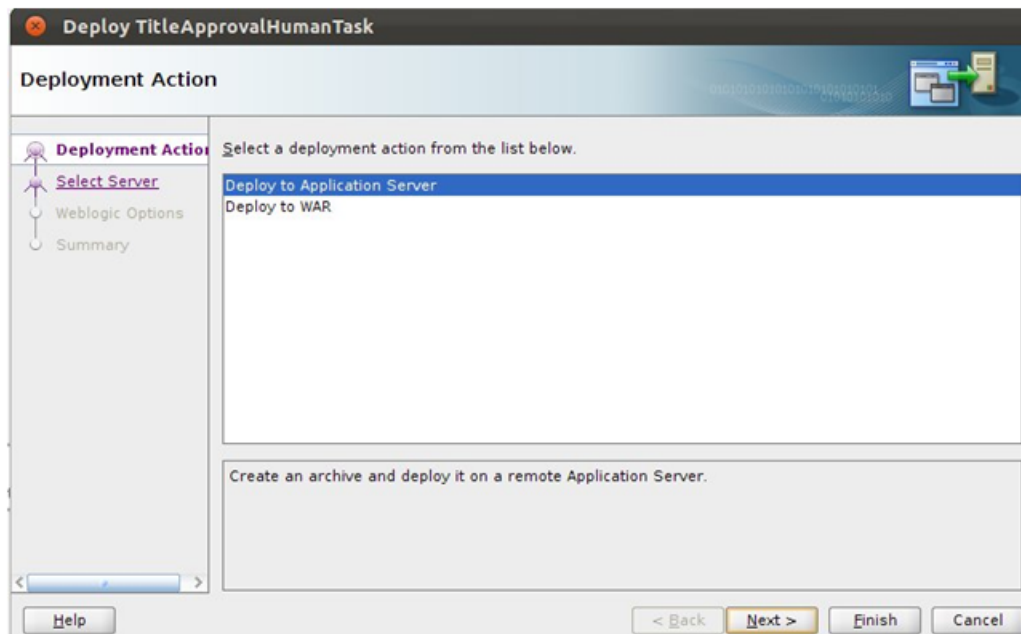 Deploy TitleApprovalHumanTask
Deployment Action
Deployment Action
Select Server
Weblogic Options
Summary
Select a deployment action from the list below.
Deploy to Application Server
Deploy to WAR
Create an archive and deploy it on a remote Application Server.
Help
< Back
Next >
Finish
Cancel